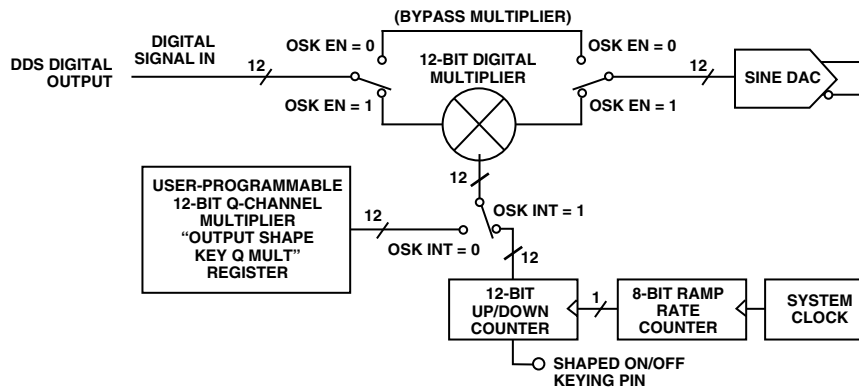 (BYPASS MULTIPLIER)
DIGITAL
SIGNAL IN
DDS DIGITAL
OUTPUT
12
OSK EN = 0
OSK EN = 1
12-BIT DIGITAL
MULTIPLIER
OSK EN = 0
OSK EN = 1
12
SINE DAC
12
USER-PROGRAMMABLE
12-BIT Q-CHANNEL
MULTIPLIER
“OUTPUT SHAPE
KEY Q MULT”
REGISTER
12
OSK INT = 1
OSK INT = 0
12
12-BIT
UP/DOWN
COUNTER
1
8-BIT RAMP
RATE
COUNTER
SYSTEM
CLOCK
SHAPED ON/OFF
KEYING PIN